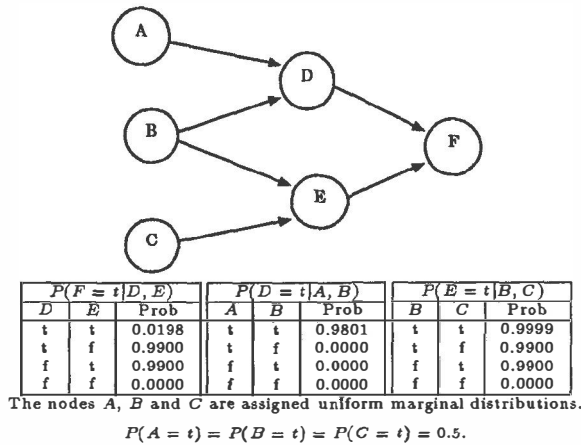 A
D
B
F
E
C
P(F = t|D, E) P(D = t|A, B) P(E = t|B, C)
D E Prob A B Prob B C Prob
t t 0.0198 t t 0.9801 t t 0.9999
t f 0.9900 t f 0.0000 t f 0.9900
f t 0.9900 f t 0.0000 f t 0.9900
f f 0.0000 f f 0.0000 f f 0.0000
The nodes A, B and C are assigned uniform marginal distributions.
P(A = t) = P(B = t) = P(C = t) = 0.5.